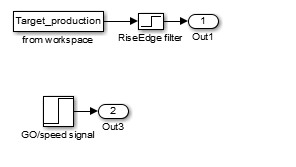 Target_production
from workspace
RiseEdge filter
1
Out1
GO/speed signal
2
Out3